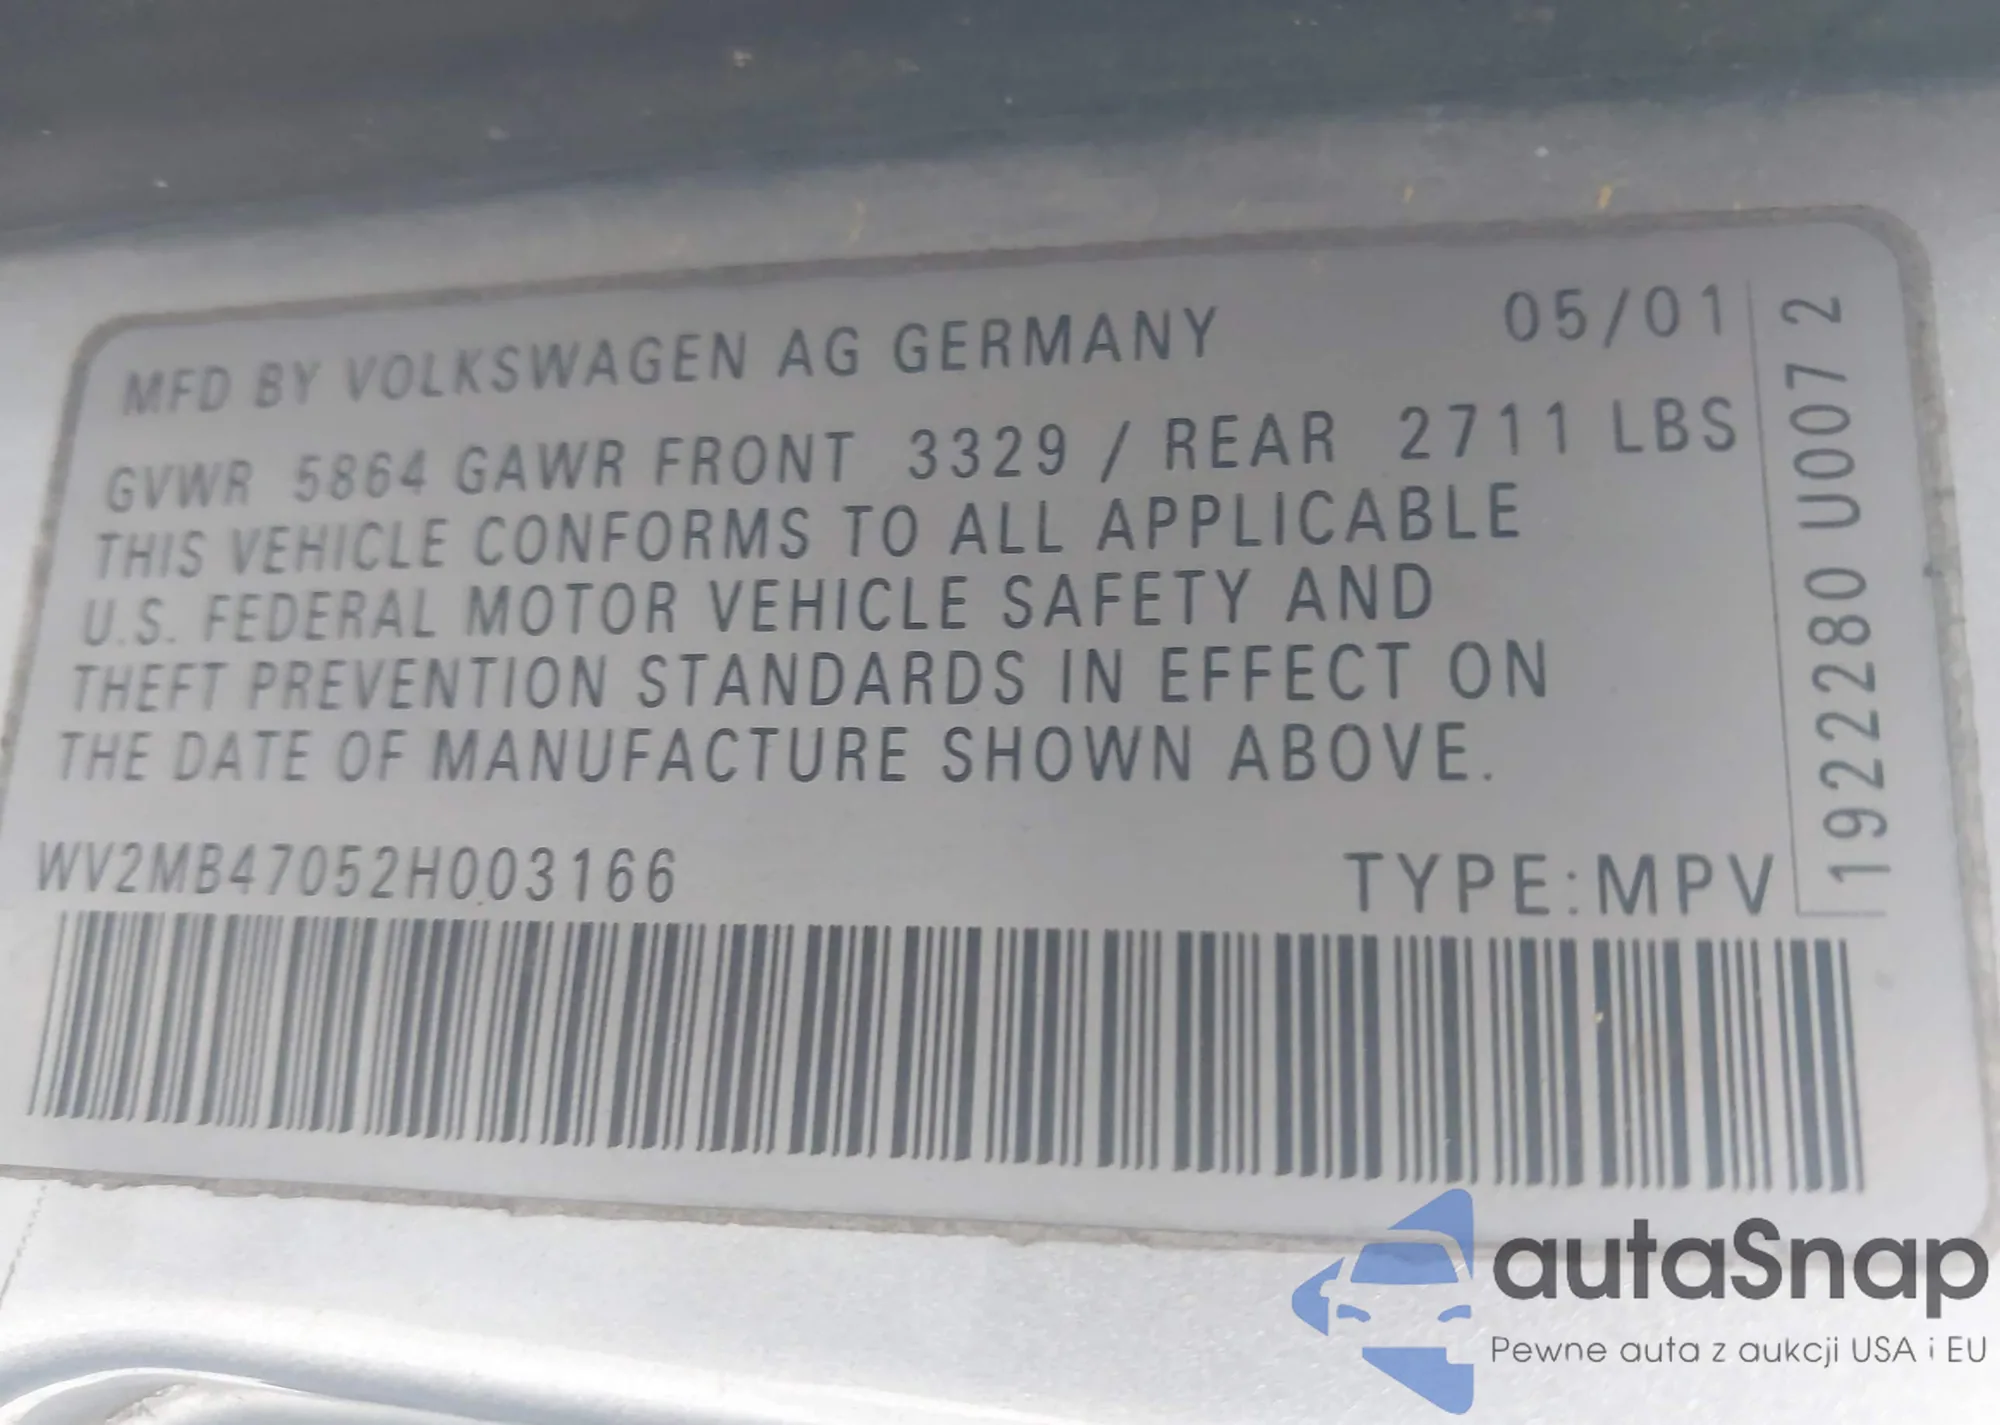 MFD BY VOLKSWAGEN AG GERMANY 05/01
GVWR 5864 GAWR FRONT 3329 / REAR 2711 LBS
THIS VEHICLE CONFORMS TO ALL APPLICABLE
U.S. FEDERAL MOTOR VEHICLE SAFETY AND
THEFT PREVENTION STANDARDS IN EFFECT ON
THE DATE OF MANUFACTURE SHOWN ABOVE.
WV2MB47052H003166 TYPE:MPV
1922280 U007 2
autaSnap
Pewne auta z aukcji USA i EU